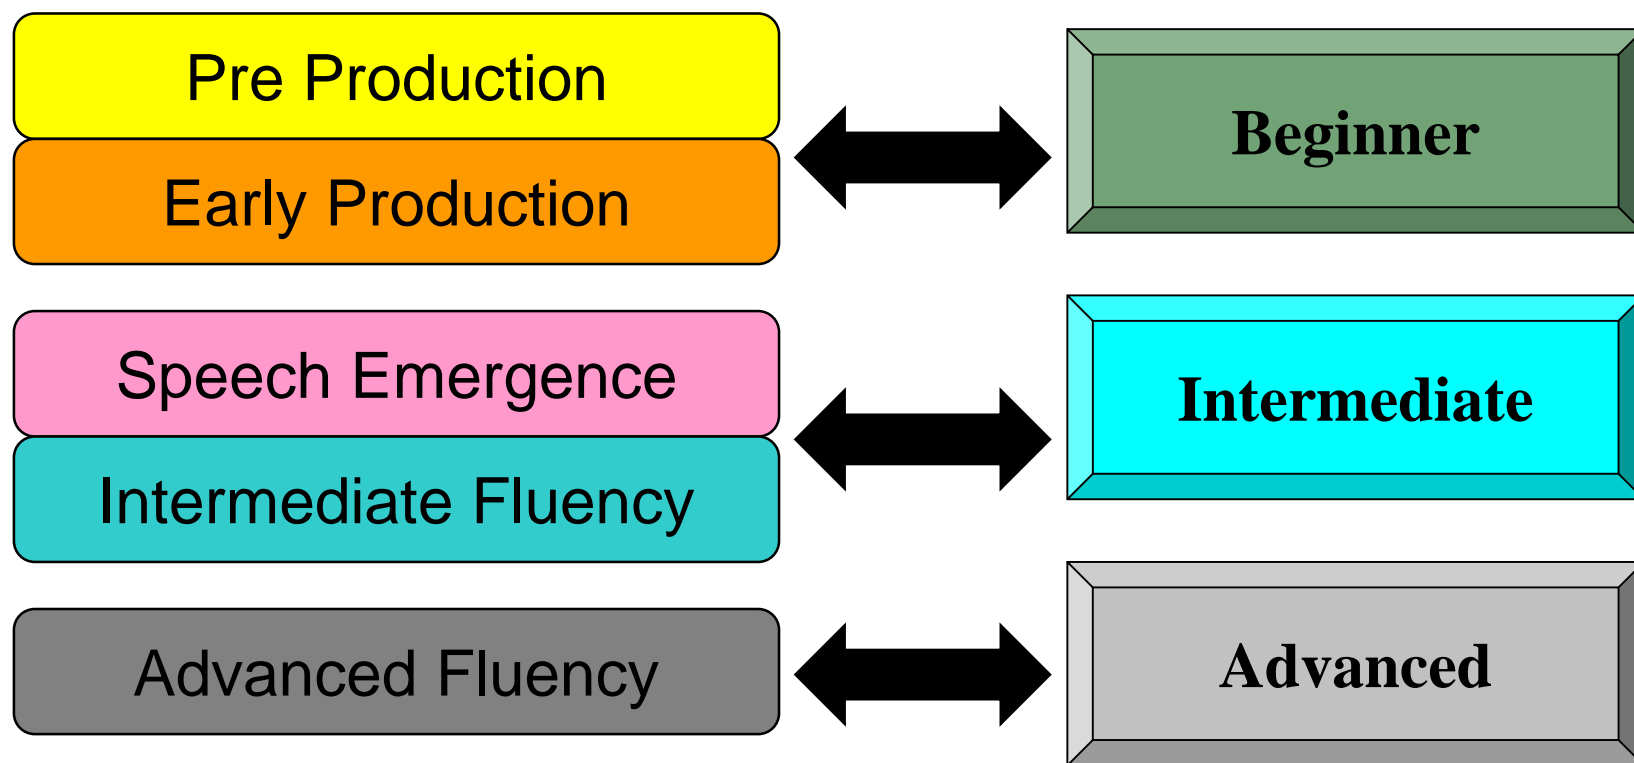 Pre Production
Early Production
Beginner
Speech Emergence
Intermediate Fluency
Intermediate
Advanced Fluency
Advanced